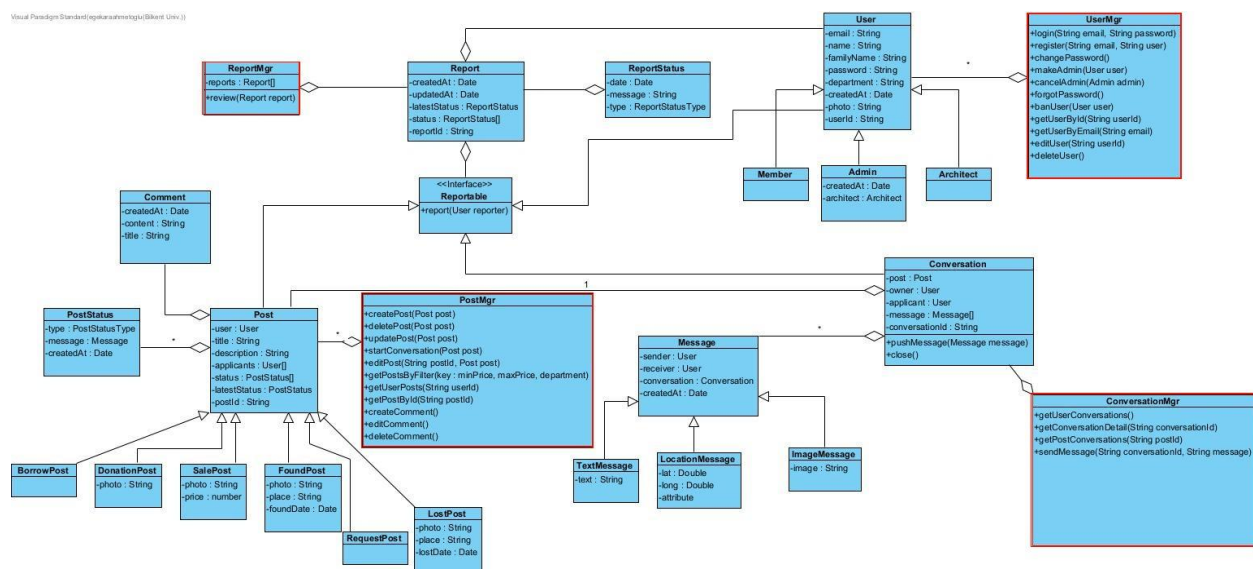 Visual Paradigm Standard(egekaraahmetoglu(Bilkent Univ.))
User
-email : String
-name : String
-familyName : String
-password : String
-department : String
-createdAt : Date
-photo : String
-userId : String
UserMgr
+login(String email, String password)
+register(String email, String user)
+changePassword()
+makeAdmin(User user)
+cancelAdmin(Admin admin)
+forgotPassword()
+banUser(User user)
+getUserById(String userId)
+getUserByEmail(String email)
+editUser(String userId)
+deleteUser()
*
ReportMgr
-reports : Report[]
+review(Report report)
Report
-createdAt : Date
-updatedAt : Date
-latestStatus : ReportStatus
-status : ReportStatus[]
-reportId : String
ReportStatus
-date : Date
-message : String
-type : ReportStatusType
Member
Admin
-createdAt : Date
-architect : Architect
Architect
<<Interface>>
Reportable
+report(User reporter)
Comment
-createdAt : Date
-content : String
-title : String
Conversation
-post : Post
-owner : User
-applicant : User
-message : Message[]
-conversationId : String
+pushMessage(Message message)
+close()
1
PostStatus
-type : PostStatusType
-message : Message
-createdAt : Date
*
Post
-user : User
-title : String
-description : String
-applicants : User[]
-status : PostStatus[]
-latestStatus : PostStatus
-postId : String
*
PostMgr
+createPost(Post post)
+deletePost(Post post)
+updatePost(Post post)
+startConversation(Post post)
+editPost(String postId, Post post)
+getPostsByFilter(key : minPrice, maxPrice, department)
+getUserPosts(String userId)
+getPostById(String postId)
+createComment()
+editComment()
+deleteComment()
*
Message
-sender : User
-receiver : User
-conversation : Conversation
-createdAt : Date
ConversationMgr
+getUserConversations()
+getConversationDetail(String conversationId)
+getPostConversations(String postId)
+sendMessage(String conversationId, String message)
BorrowPost
DonationPost
-photo : String
SalePost
-photo : String
-price : number
FoundPost
-photo : String
-place : String
-foundDate : Date
RequestPost
LostPost
-photo : String
-place : String
-lostDate : Date
TextMessage
-text : String
LocationMessage
-lat : Double
-long : Double
-attribute
ImageMessage
-image : String